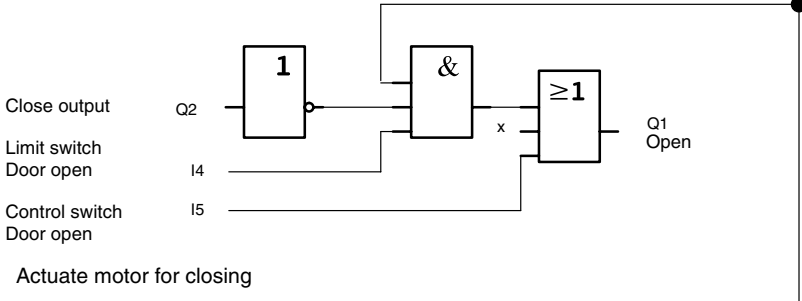 1
&
≥1
Close output Q2
x
Q1
Open
Limit switch
Door open I4
Control switch I5
Door open
Actuate motor for closing